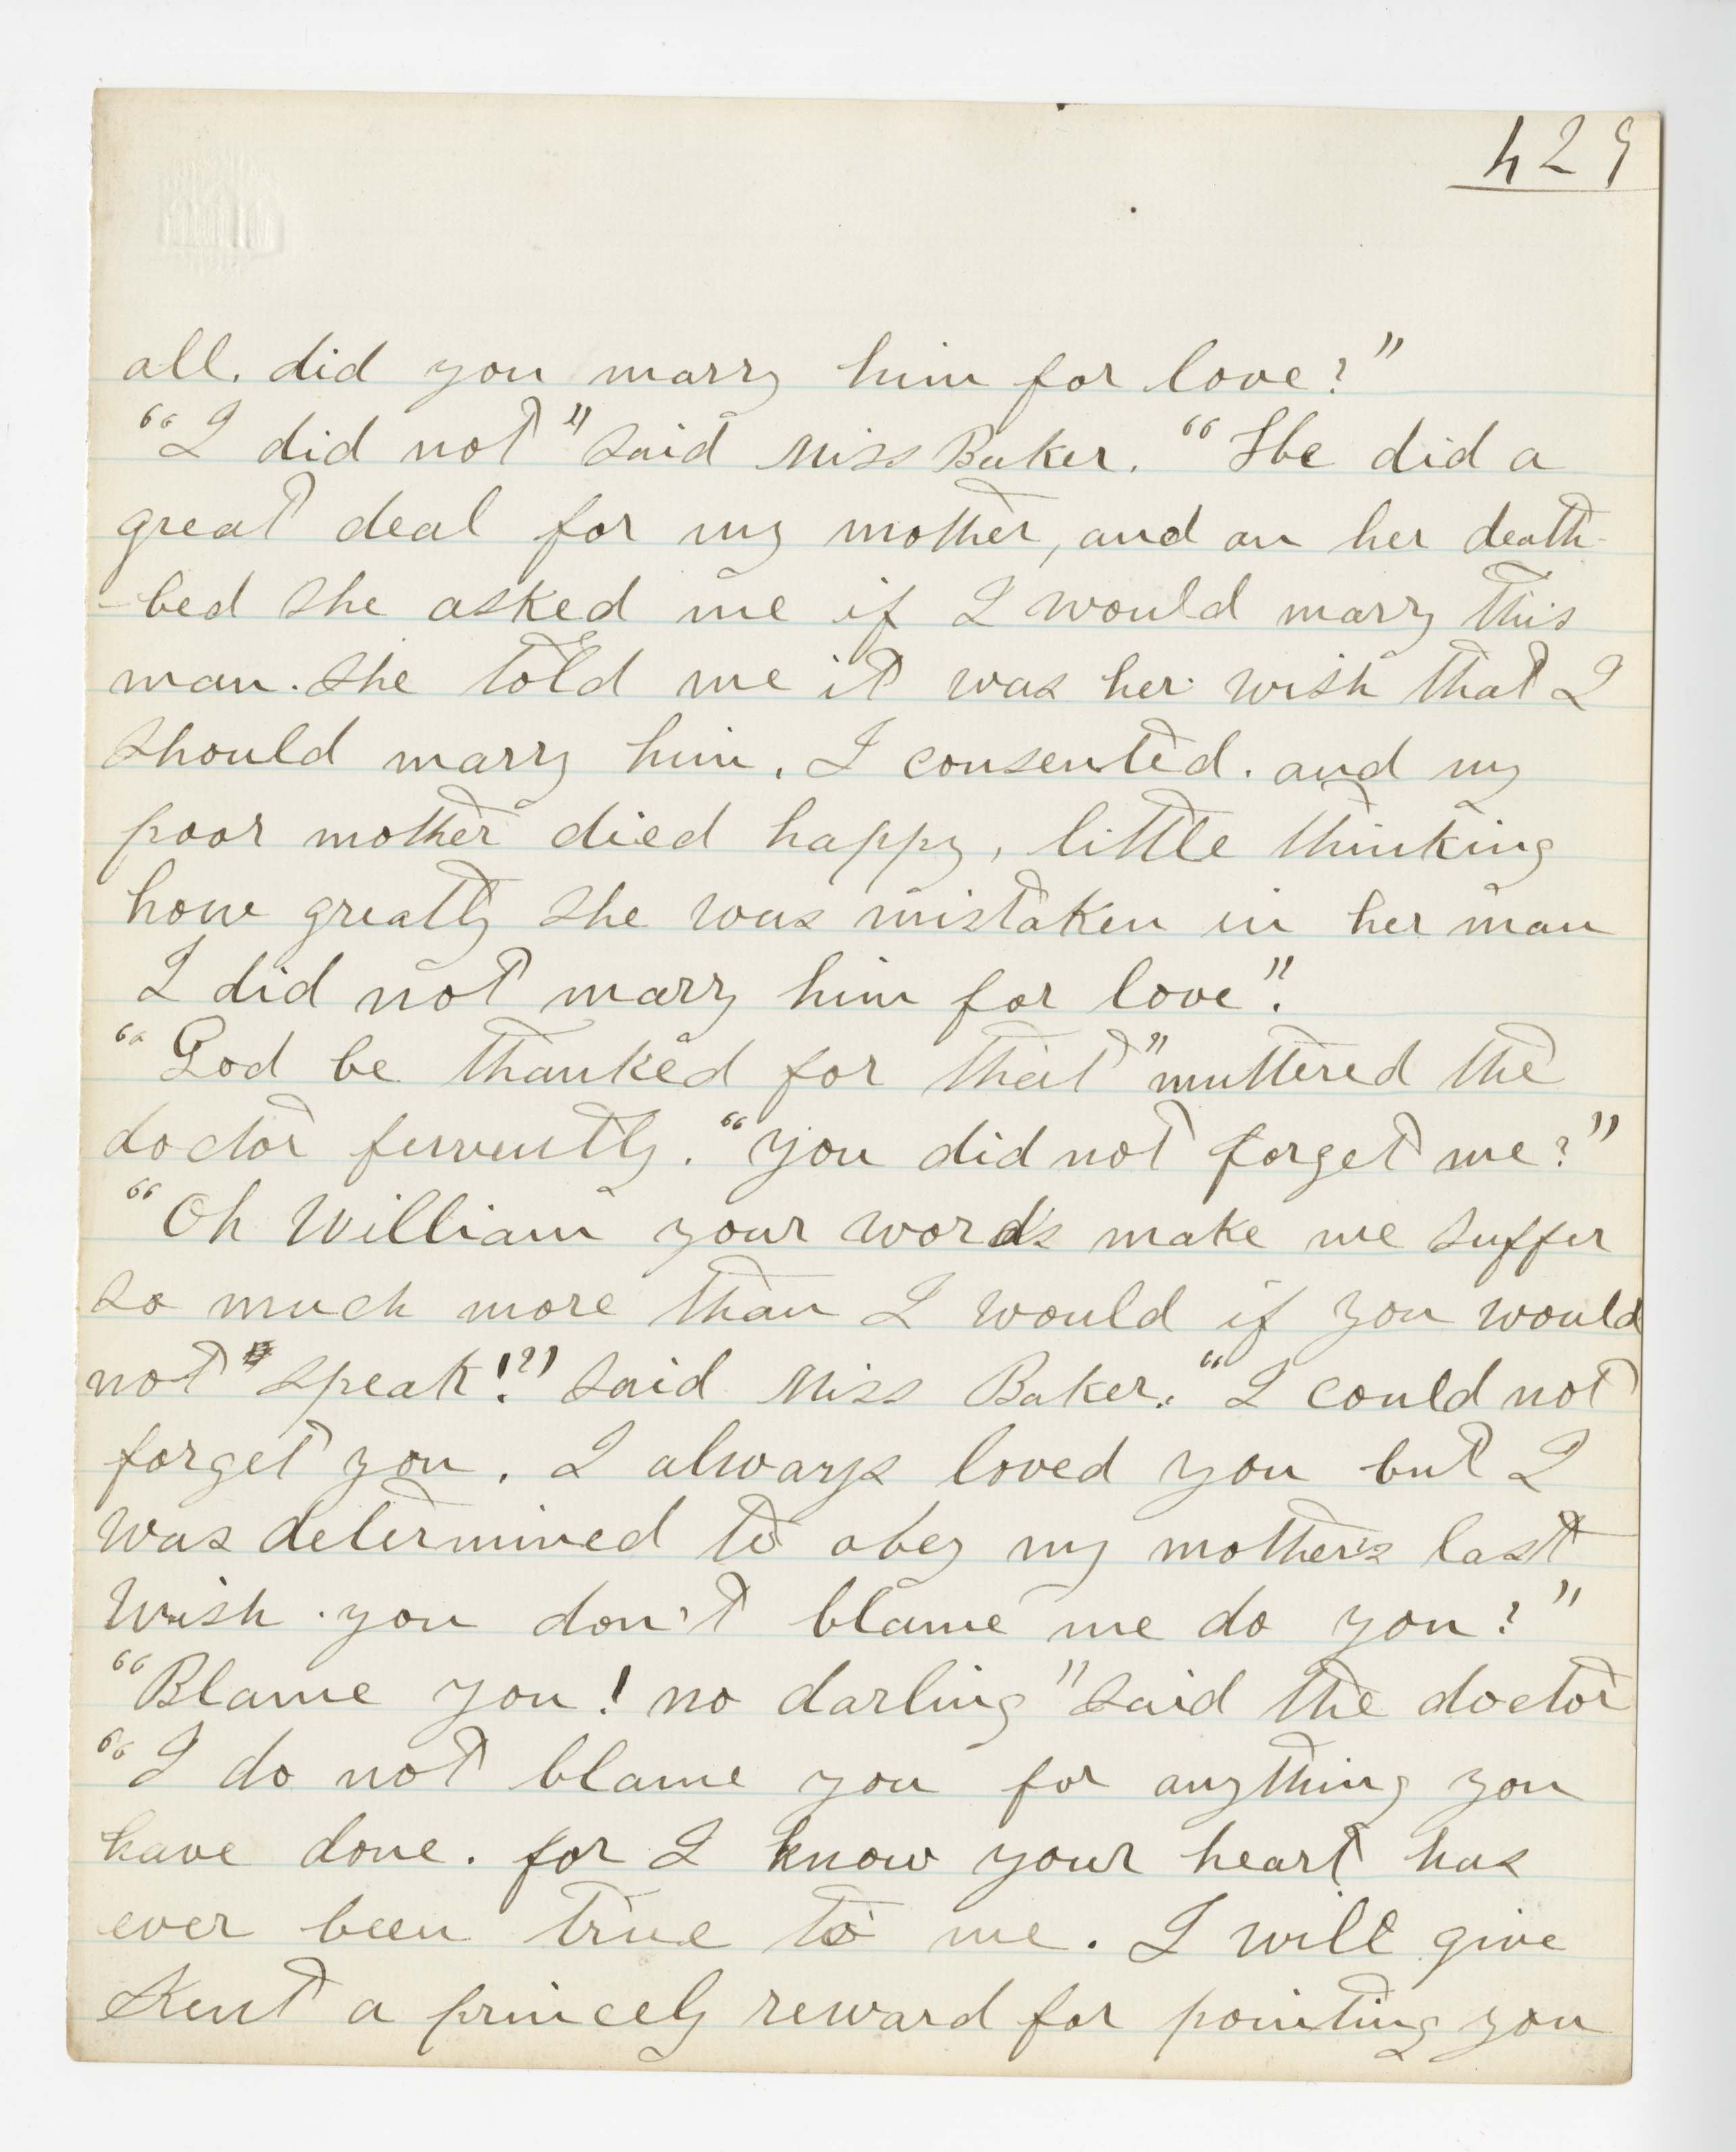 429
all. did you marry him for love?"
"I did not" said Miss Baker. "He did a
great deal for my mother, and on her death-
-bed she asked me if I would marry this
man. She told me it was her wish that I
should marry him. I consented. and my
poor mother died happy, little thinking
how greatly she was mistaken in her man
I did not marry him for love".
"God be thanked for that" muttered the
doctor fervently. "you did not forget me?"
"Oh William your words make me suffer
so much more than I would if you would
not speak!?" said Miss Baker. "I could not
forget you. I always loved you but I
was determined to obey my mother's last
wish. you don't blame me do you?"
"Blame you! no darling" said the doctor
"I do not blame you for anything you
have done. for I know your heart has
ever been true to me. I will give
Kent a princely reward for pointing you